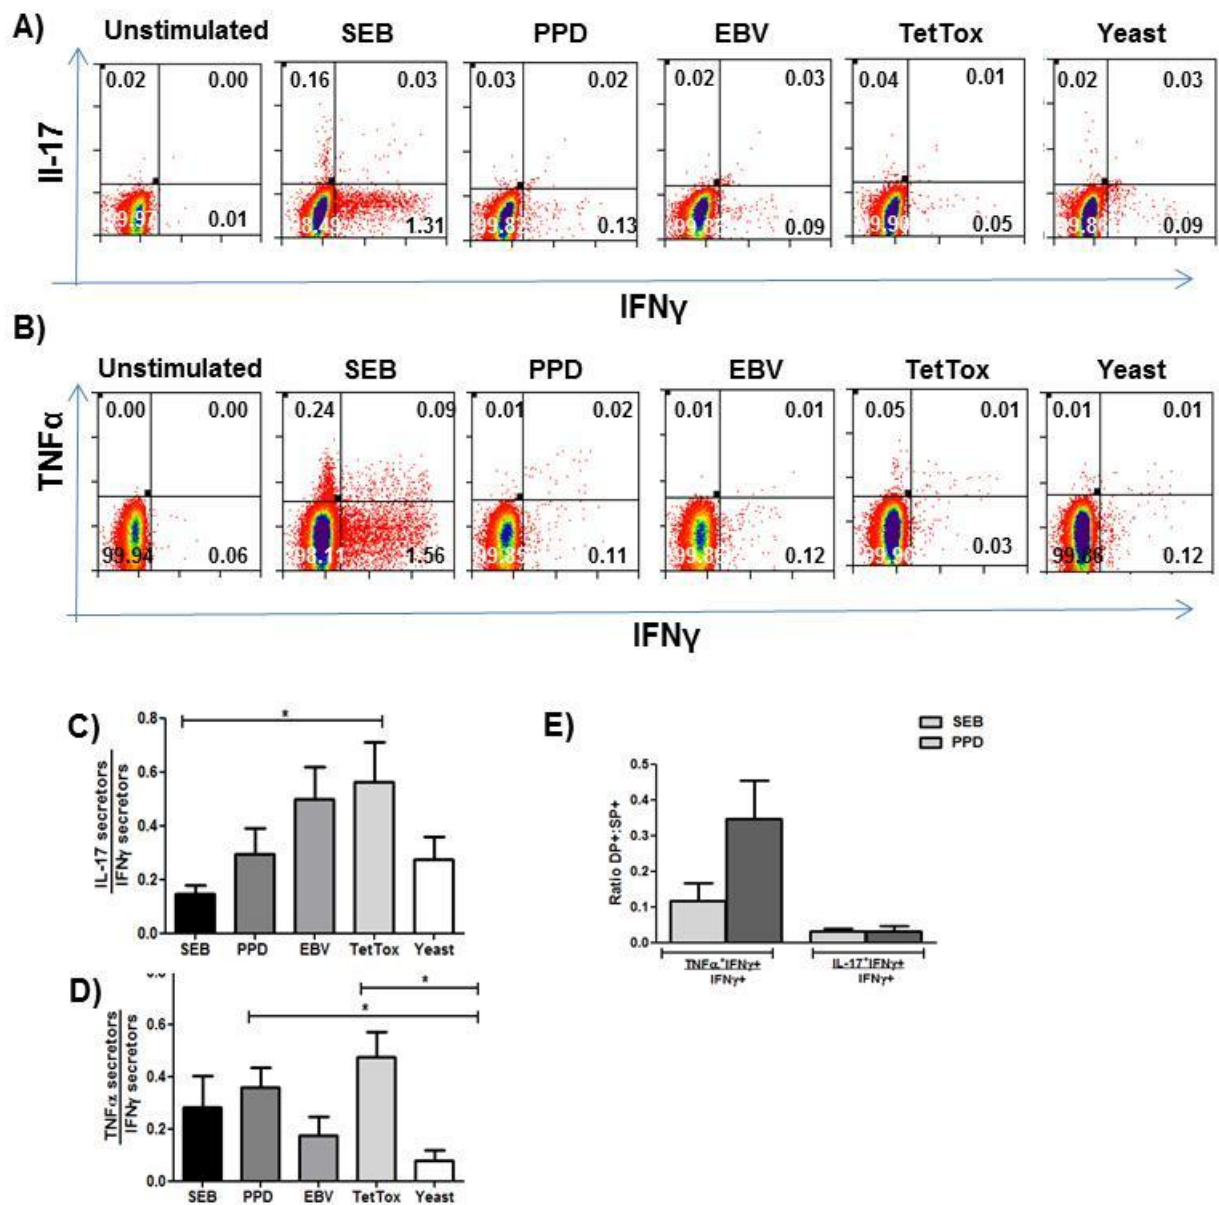 A)
Unstimulated SEB PPD EBV TetTox Yeast
0.02 0.00 0.16 0.03 0.03 0.02 0.02 0.03 0.04 0.01 0.02 0.03
Il-17
0.01 1.31 0.13 0.09 0.05 0.09
IFNγ
B)
Unstimulated SEB PPD EBV TetTox Yeast
0.00 0.00 0.24 0.09 0.01 0.02 0.01 0.01 0.05 0.01 0.01 0.01
TNFα
99.94 0.06 98.11 1.56 0.11 0.12 0.03 99.86 0.12
IFNγ
C)
*
0.8
0.6
0.4
0.2
0.0
IL-17 secretors
IFNγ secretors
SEB PPD EBV TetTox Yeast
D)
*
*
0.6
0.4
0.2
0.0
TNFα secretors
IFNγ secretors
SEB PPD EBV TetTox Yeast
E)
SEB
PPD
0.5
0.4
0.3
0.2
0.1
0.0
Ratio DP+:SP+
TNFα+IFNγ+ IL-17+IFNγ+
IFNγ+ IFNγ+